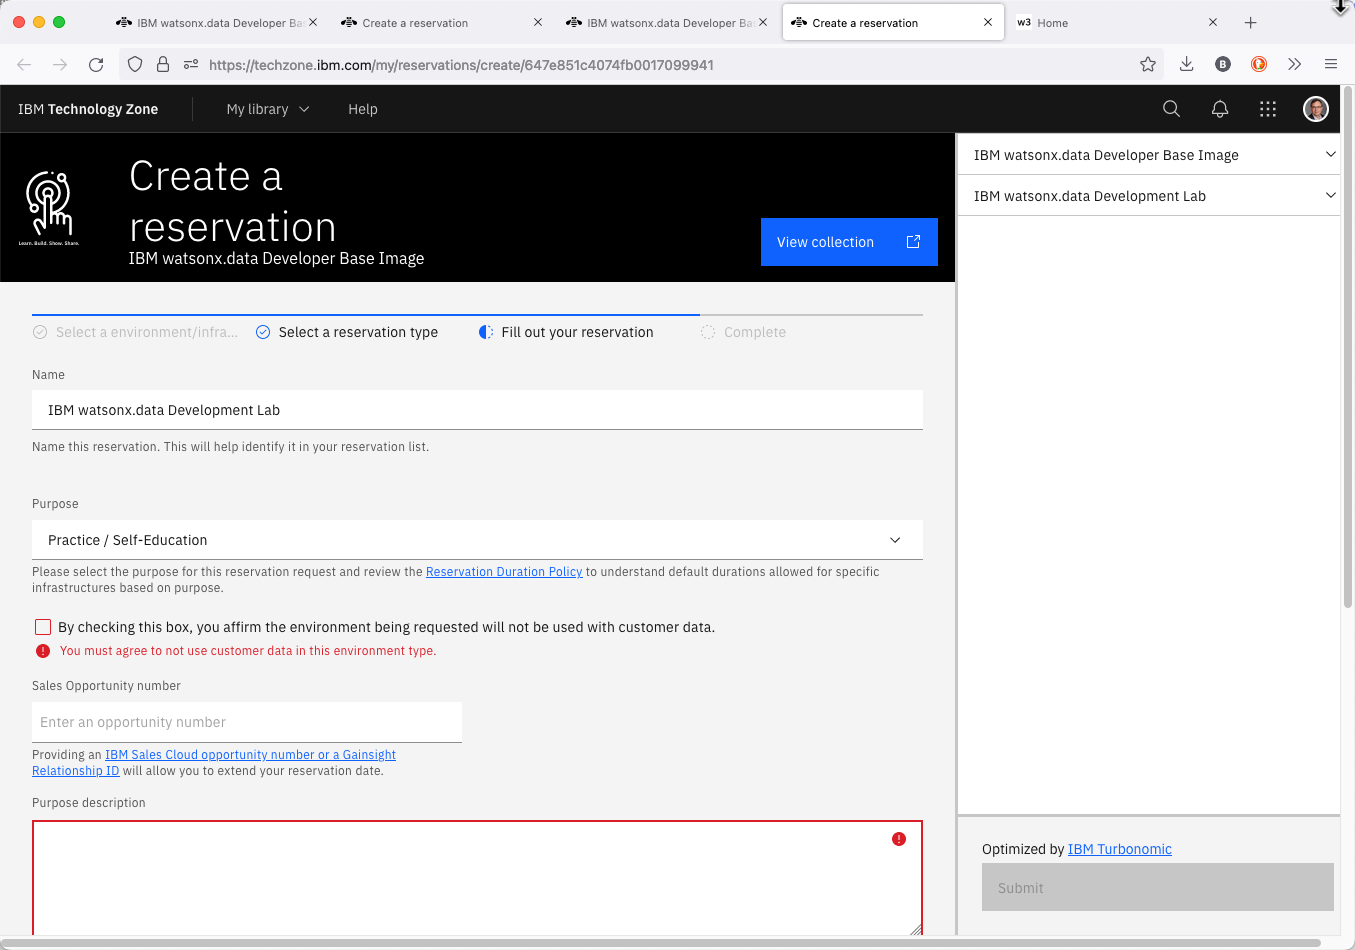 IBM watsonx.data Developer Ba
Create a reservation
IBM watsonx.data Developer Ba
Create a reservation
w3 Home
https://techzone.ibm.com/my/reservations/create/647e851c4074fb0017099941
B
IBM Technology Zone
My library
Help
Create a
reservation
IBM watsonx.data Developer Base Image
Learn. Build. Show. Share.
View collection
IBM watsonx.data Developer Base Image
IBM watsonx.data Development Lab
Select a environment/infra...
Select a reservation type
Fill out your reservation
Complete
Name
IBM watsonx.data Development Lab
Name this reservation. This will help identify it in your reservation list.
Purpose
Practice / Self-Education
Please select the purpose for this reservation request and review the Reservation Duration Policy to understand default durations allowed for specific
infrastructures based on purpose.
By checking this box, you affirm the environment being requested will not be used with customer data.
You must agree to not use customer data in this environment type.
Sales Opportunity number
Enter an opportunity number
Providing an IBM Sales Cloud opportunity number or a Gainsight
Relationship ID will allow you to extend your reservation date.
Purpose description
Optimized by IBM Turbonomic
Submit